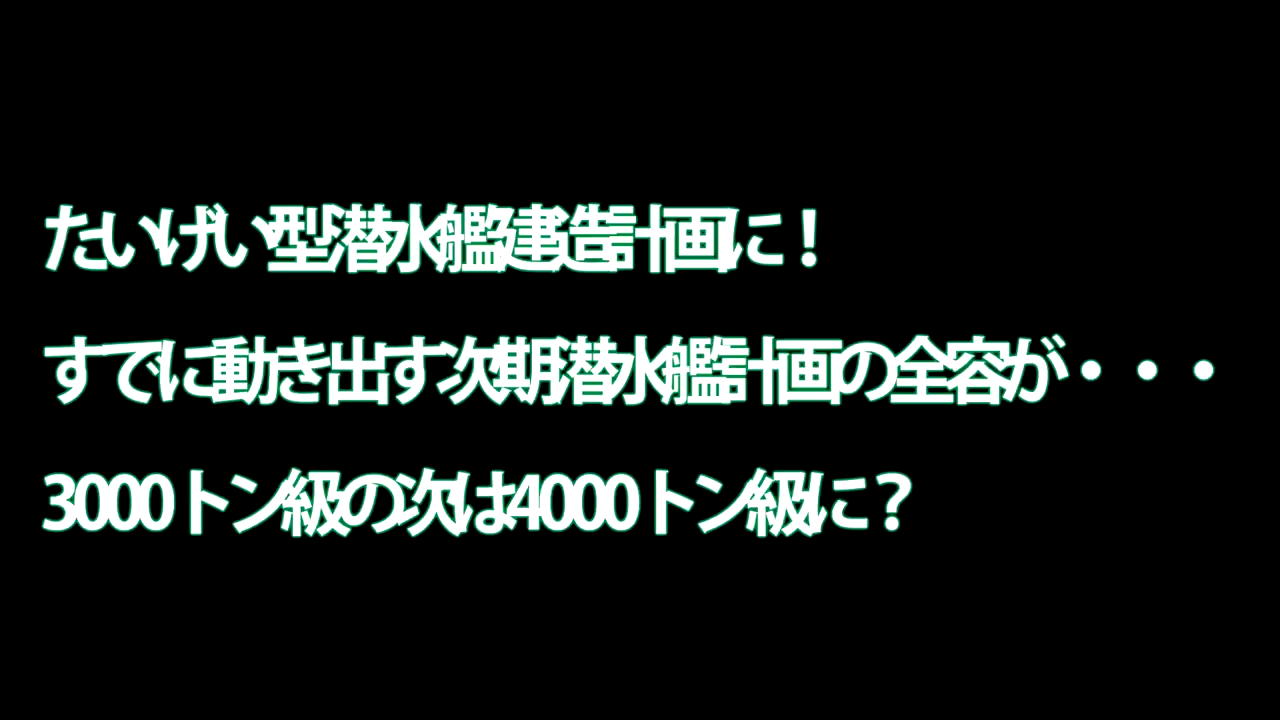 たいげい型潜水艦建造計画に！
すでに動き出す次期潜水艦計画の全容が・・・
3000トン級の次は4000トン級に？